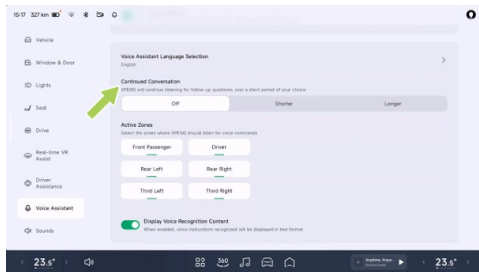 15:17 327 km
Vehicle
Window & Door
Lights
Seat
Drive
Real-time VR
Assist
Driver
Assistance
Voice Assistant
Sounds
Voice Assistant Language Selection
English
Continued Conversation
XPENG will continue listening for follow up questions, over a short period of your choice
Off Shorter Longer
Active Zones
Select the zones where XPENG should listen for voice commands
Front Passenger Driver
Rear Left Rear Right
Third Left Third Right
Display Voice Recognition Content
When enabled, voice instructions recognized will be displayed in text format
23.5° 360 23.5°